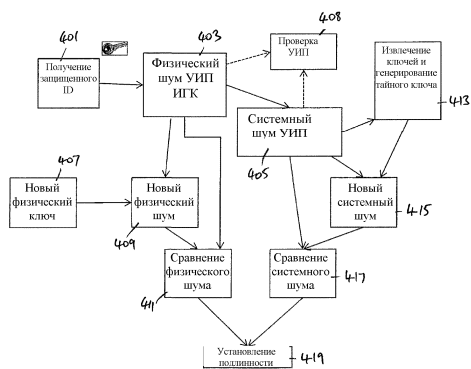 401
Получение
защищенного
ID
403
Физический
шум УИП
ИГК
408
Проверка
УИП
Извлечение
ключей и
генерирование
тайного ключа
413
Системный
шум УИП
405
407
Новый
физический
ключ
Новый
физический
шум
409
Новый
системный
шум
415
Сравнение
физического
шума
411
Сравнение
системного
шума
417
Установление
подлинности
419